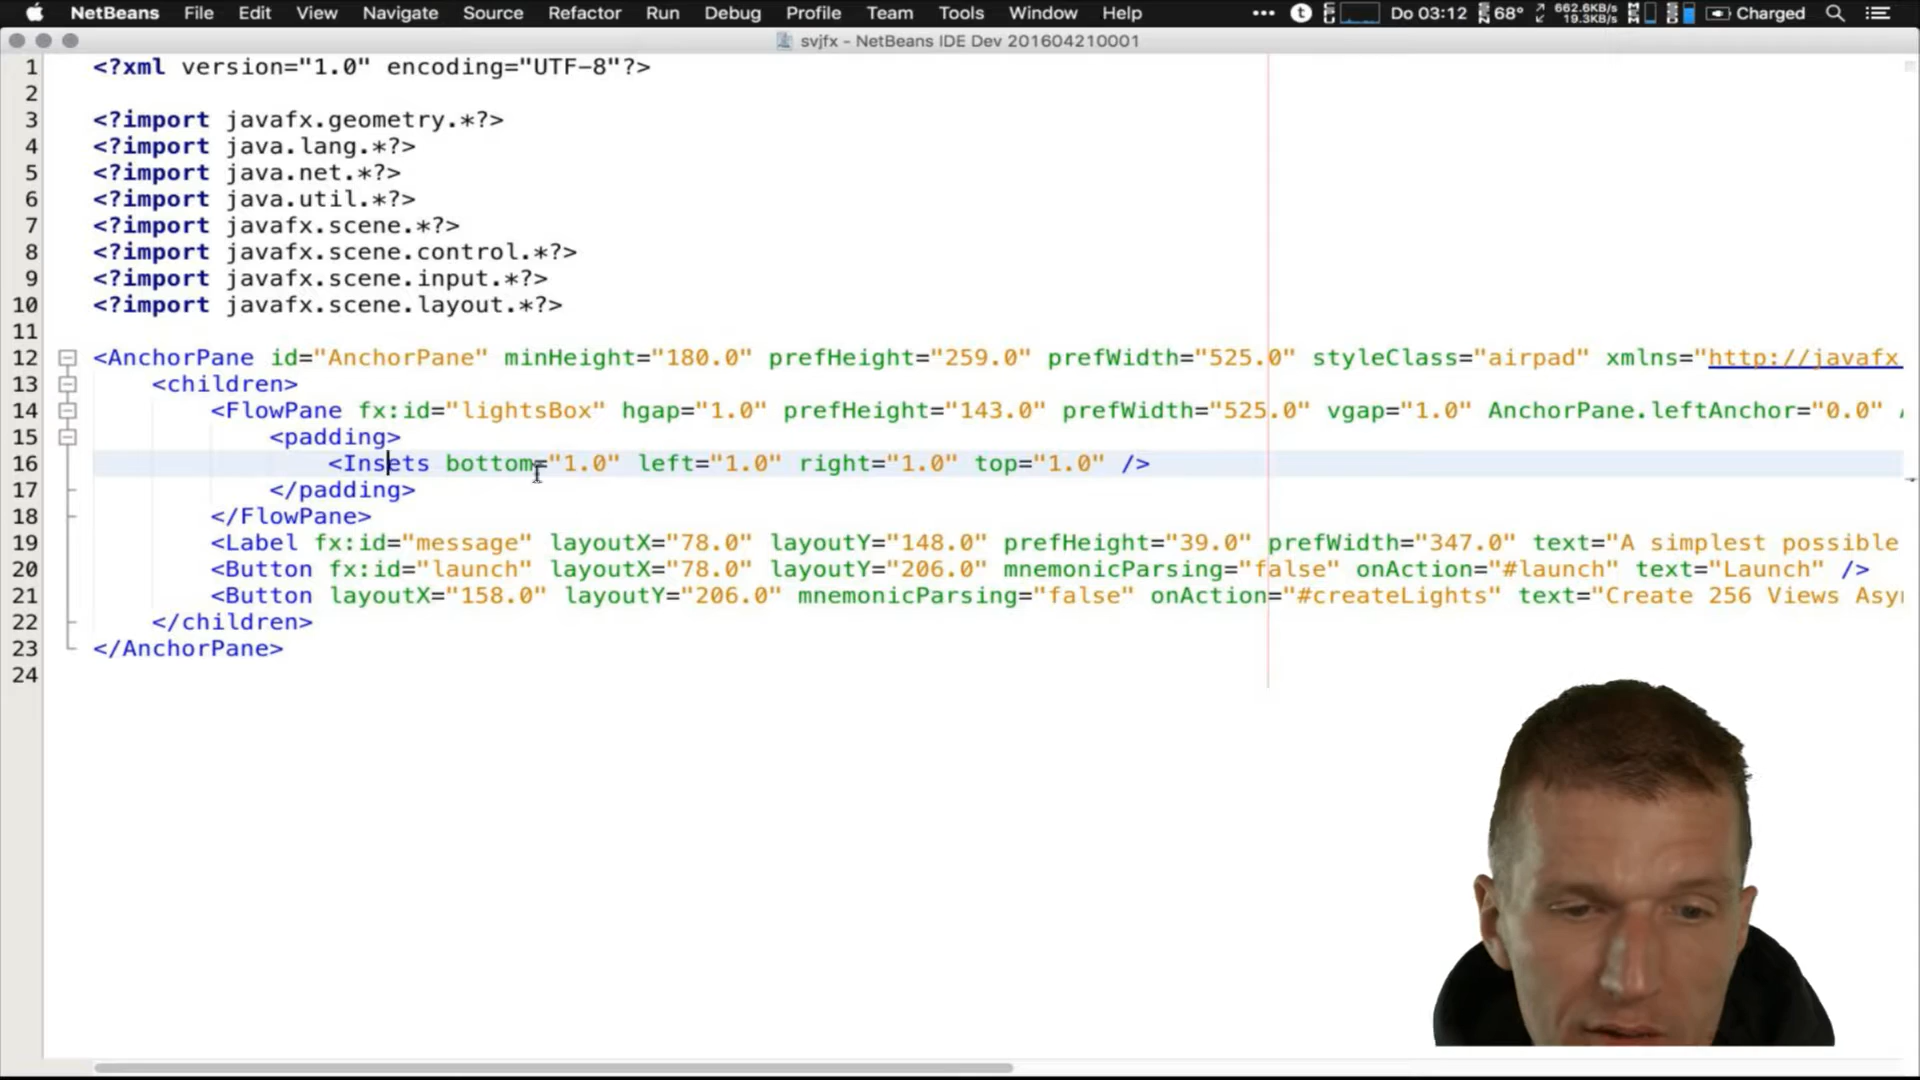 NetBeans File Edit View Navigate Source Refactor Run Debug Profile Team Tools Window Help ••• Do 03:12 68° 662.6KB/s 19.3KB/s Charged
svjfx - NetBeans IDE Dev 201604210001
1 <?xml version="1.0" encoding="UTF-8"?>
2
3 <?import javafx.geometry.*?>
4 <?import java.lang.*?>
5 <?import java.net.*?>
6 <?import java.util.*?>
7 <?import javafx.scene.*?>
8 <?import javafx.scene.control.*?>
9 <?import javafx.scene.input.*?>
10 <?import javafx.scene.layout.*?>
11
12 <AnchorPane id="AnchorPane" minHeight="180.0" prefHeight="259.0" prefWidth="525.0" styleClass="airpad" xmlns="http://javafx
13 <children>
14 <FlowPane fx:id="lightsBox" hgap="1.0" prefHeight="143.0" prefWidth="525.0" vgap="1.0" AnchorPane.leftAnchor="0.0"
15 <padding>
16 <Insets bottom="1.0" left="1.0" right="1.0" top="1.0" />
17 </padding>
18 </FlowPane>
19 <Label fx:id="message" layoutX="78.0" layoutY="148.0" prefHeight="39.0" prefWidth="347.0" text="A simplest possible
20 <Button fx:id="launch" layoutX="78.0" layoutY="206.0" mnemonicParsing="false" onAction="#launch" text="Launch" />
21 <Button layoutX="158.0" layoutY="206.0" mnemonicParsing="false" onAction="#createLights" text="Create 256 Views Asy
22 </children>
23 </AnchorPane>
24